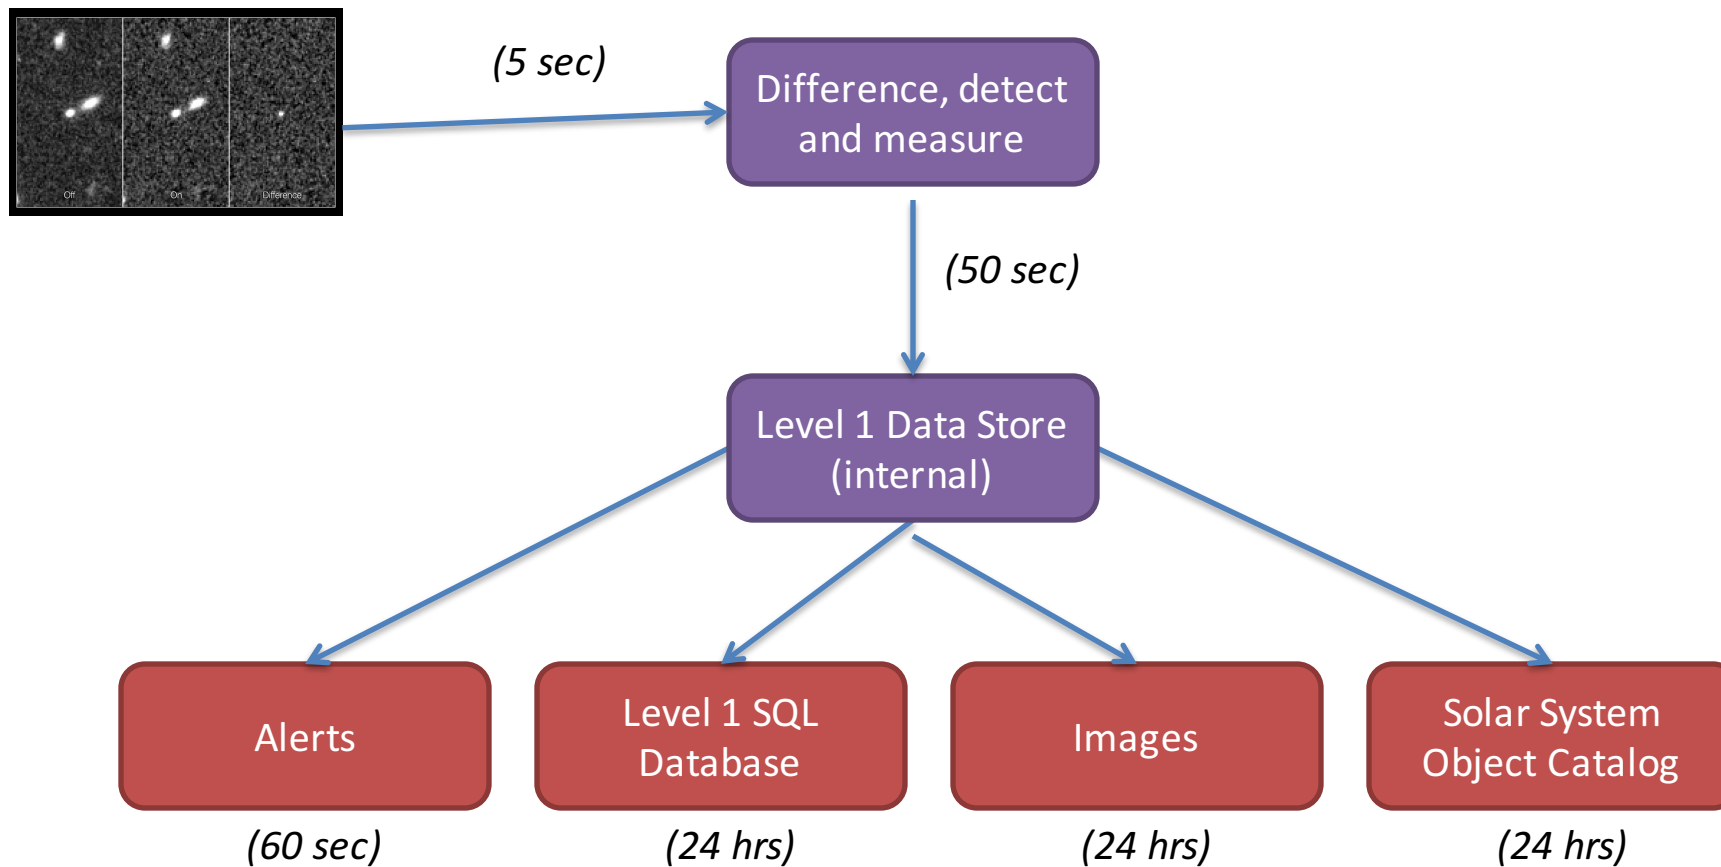 (5 sec)
Difference, detect
and measure
Off
On
Difference
(50 sec)
Level 1 Data Store
(internal)
Alerts
Level 1 SQL
Database
Images
Solar System
Object Catalog
(60 sec)
(24 hrs)
(24 hrs)
(24 hrs)